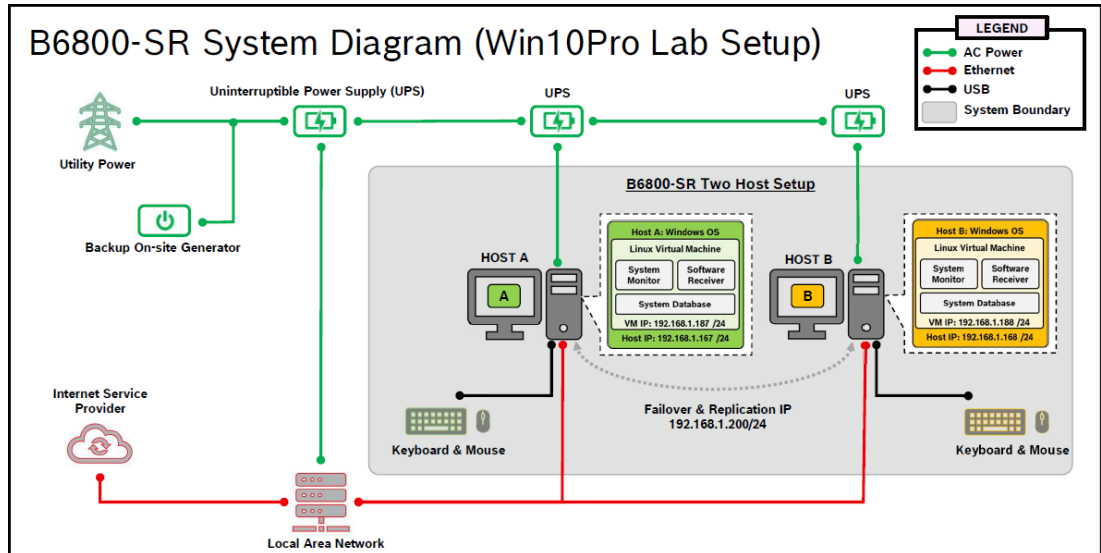 B6800-SR System Diagram (Win10Pro Lab Setup)
LEGEND
AC Power
Ethernet
USB
System Boundary
Uninterruptible Power Supply (UPS)
UPS
UPS
Utility Power
Backup On-site Generator
B6800-SR Two Host Setup
HOST A
A
Host A: Windows OS
Linux Virtual Machine
System
Monitor
Software
Receiver
System Database
VM IP: 192.168.1.187 /24
Host IP: 192.168.1.167 /24
HOST B
B
Host B: Windows OS
Linux Virtual Machine
System
Monitor
Software
Receiver
System Database
VM IP: 192.168.1.188 /24
Host IP: 192.168.1.168 /24
Failover & Replication IP
192.168.1.200/24
Keyboard & Mouse
Keyboard & Mouse
Internet Service
Provider
Local Area Network